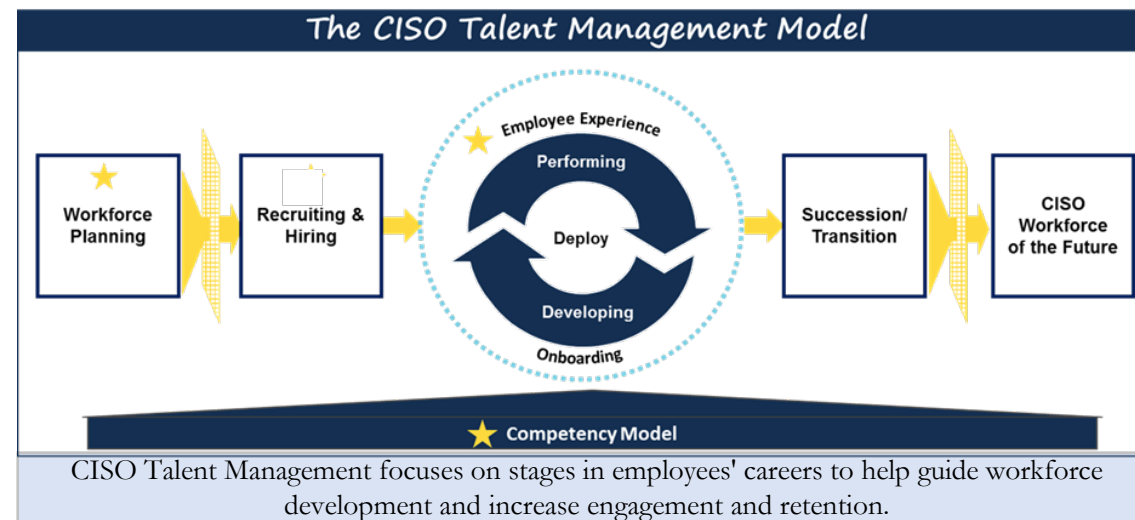 The CISO Talent Management Model
Workforce
Planning
Recruiting &
Hiring
Employee Experience
Performing
Deploy
Developing
Onboarding
Succession/
Transition
CISO
Workforce
of the Future
Competency Model
CISO Talent Management focuses on stages in employees' careers to help guide workforce
development and increase engagement and retention.